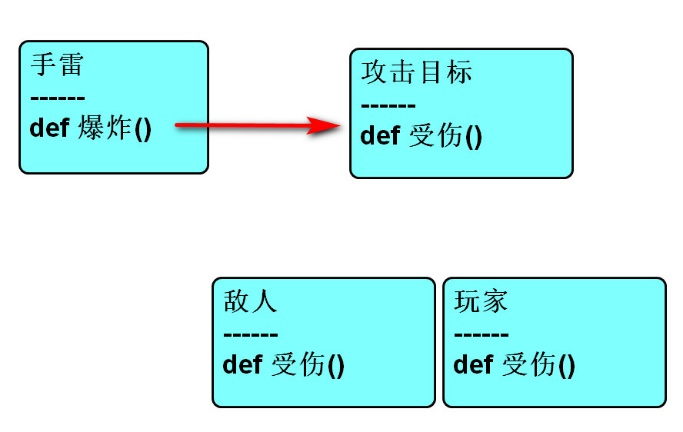 手雷
------
def 爆炸()
攻击目标
------
def 受伤()
敌人
------
def 受伤()
玩家
------
def 受伤()